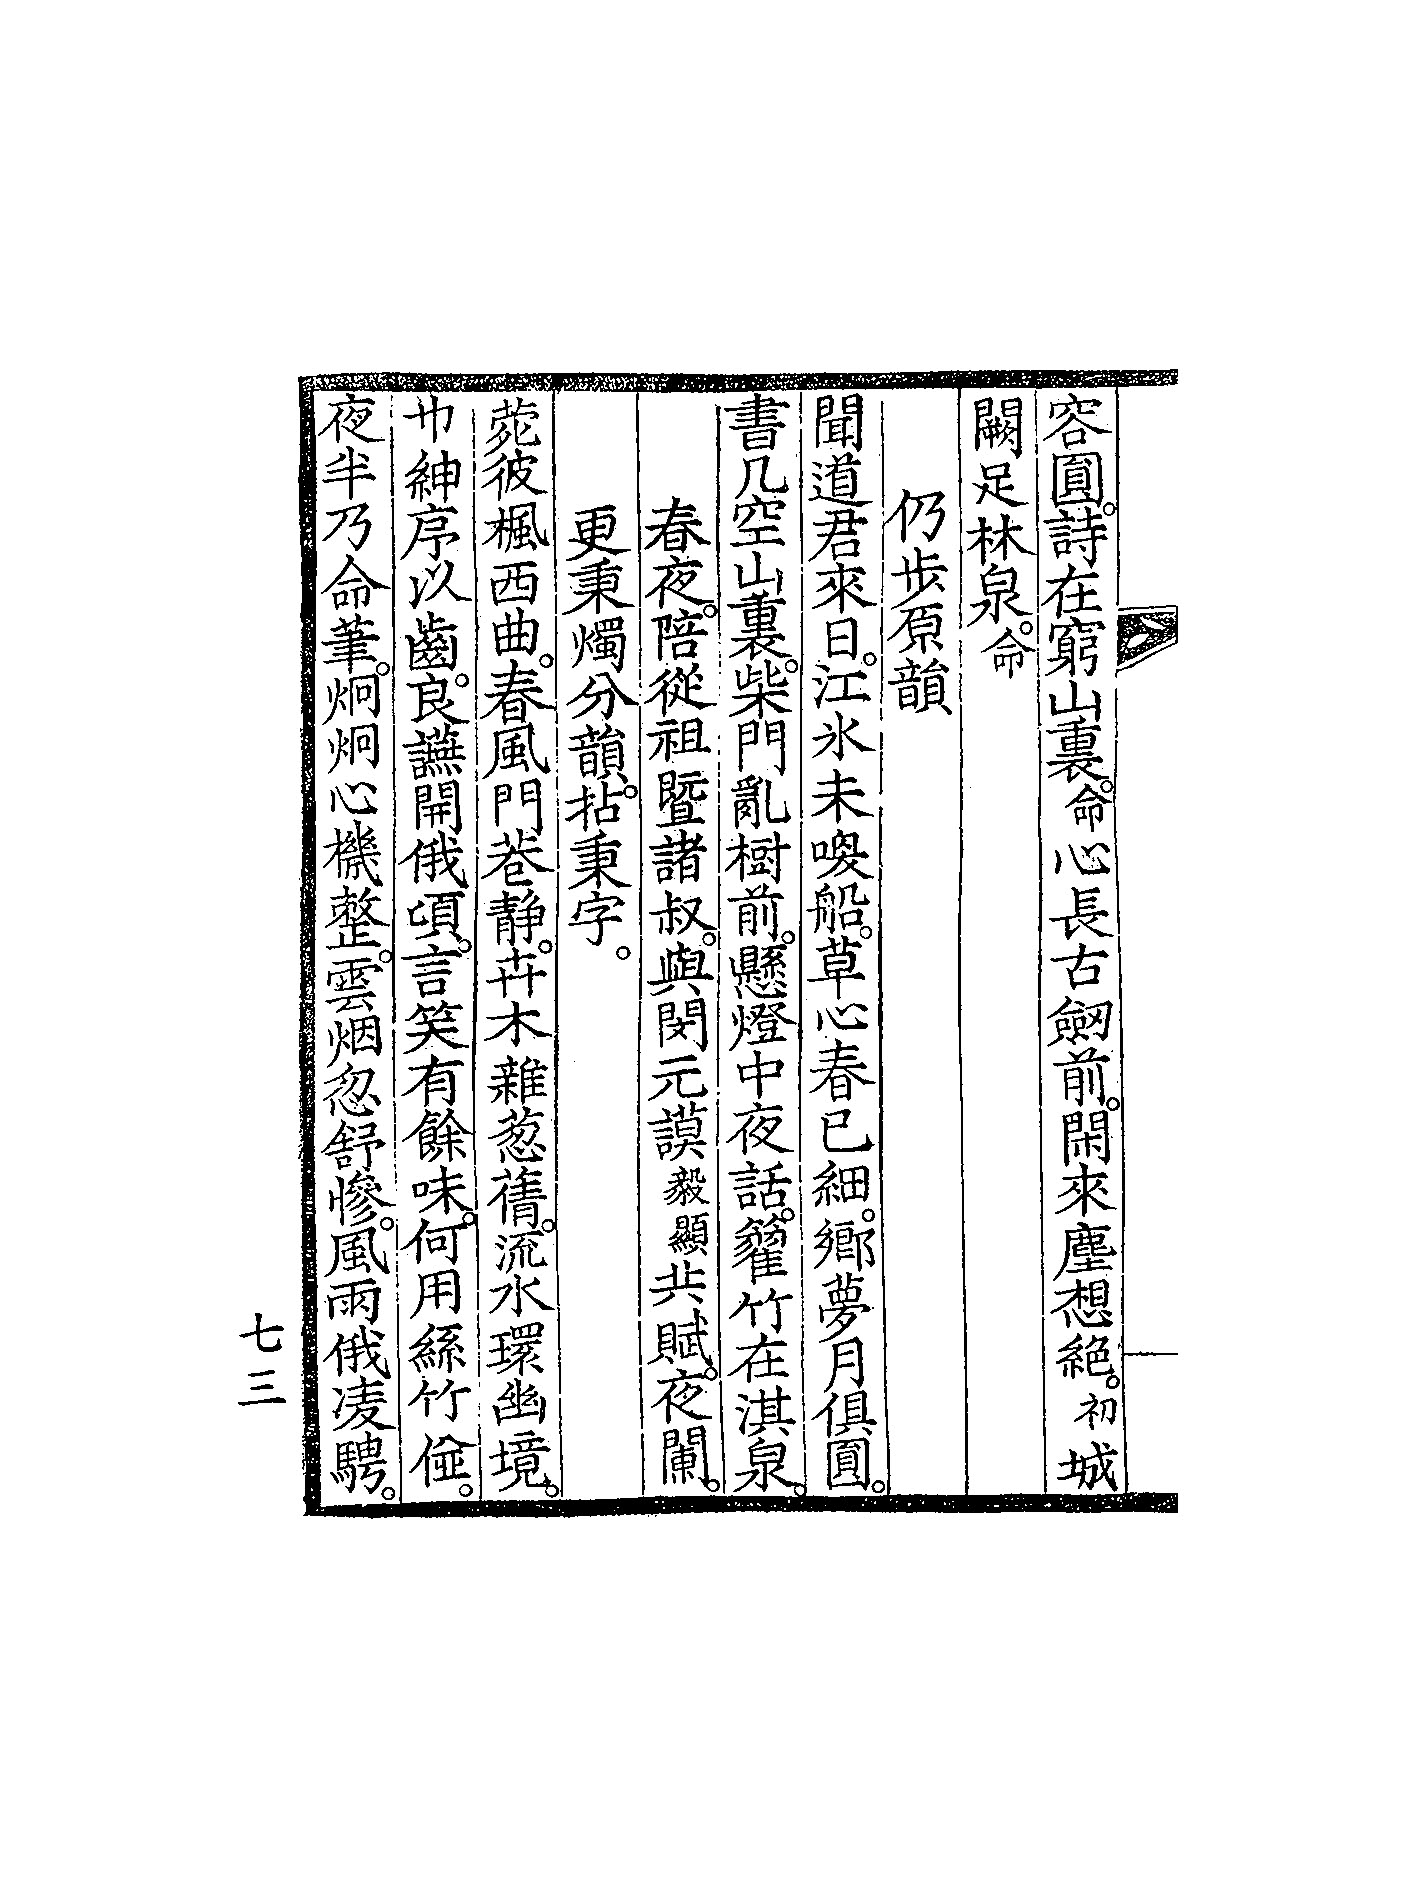 容圓。詩在窮山裏。命心長古劒前。閑來塵想絶。初城
闕足林泉。命
仍步原韻
聞道君來日。江氷未喚船。草心春已細。鄉夢月俱圓。
書几空山裏。柴門亂樹前。懸燈中夜話。籊竹在淇泉。
春夜。陪從祖曁諸叔。與閔元謨毅顯共賦。夜闌。
更秉燭分韻。拈秉字。
菀彼楓西曲。春風門巷靜。卉木雜葱蒨。流水環幽境。
巾紳序以齒。良讌開俄頃。言笑有餘味。何用絲竹倂。
夜半乃命筆。炯炯心機整。雲烟忽舒慘。風雨俄凌騁。
七三